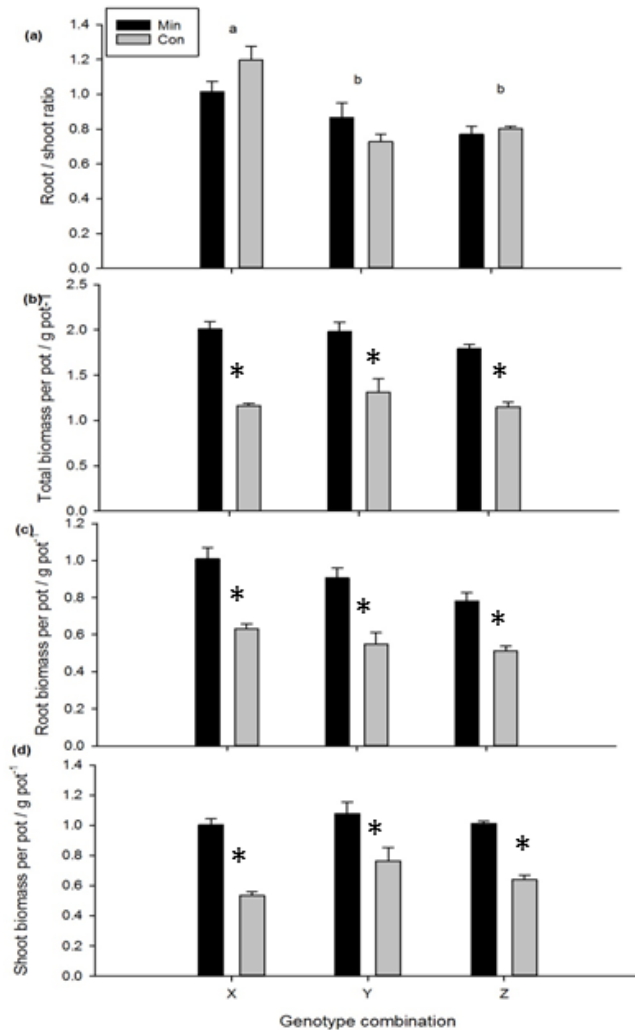 (a)
Min
Con
Root / shoot ratio
1.4
1.2
1.0
0.8
0.6
0.4
0.2
0.0
a
b
b
(b)
Total biomass per pot / g pot-1
2.5
2.0
1.5
1.0
0.5
0.0
*
*
*
(c)
Root biomass per pot / g pot-1
1.2
1.0
0.8
0.6
0.4
0.2
0.0
*
*
*
(d)
Shoot biomass per pot / g pot-1
1.4
1.2
1.0
0.8
0.6
0.4
0.2
0.0
*
*
*
X
Y
Z
Genotype combination